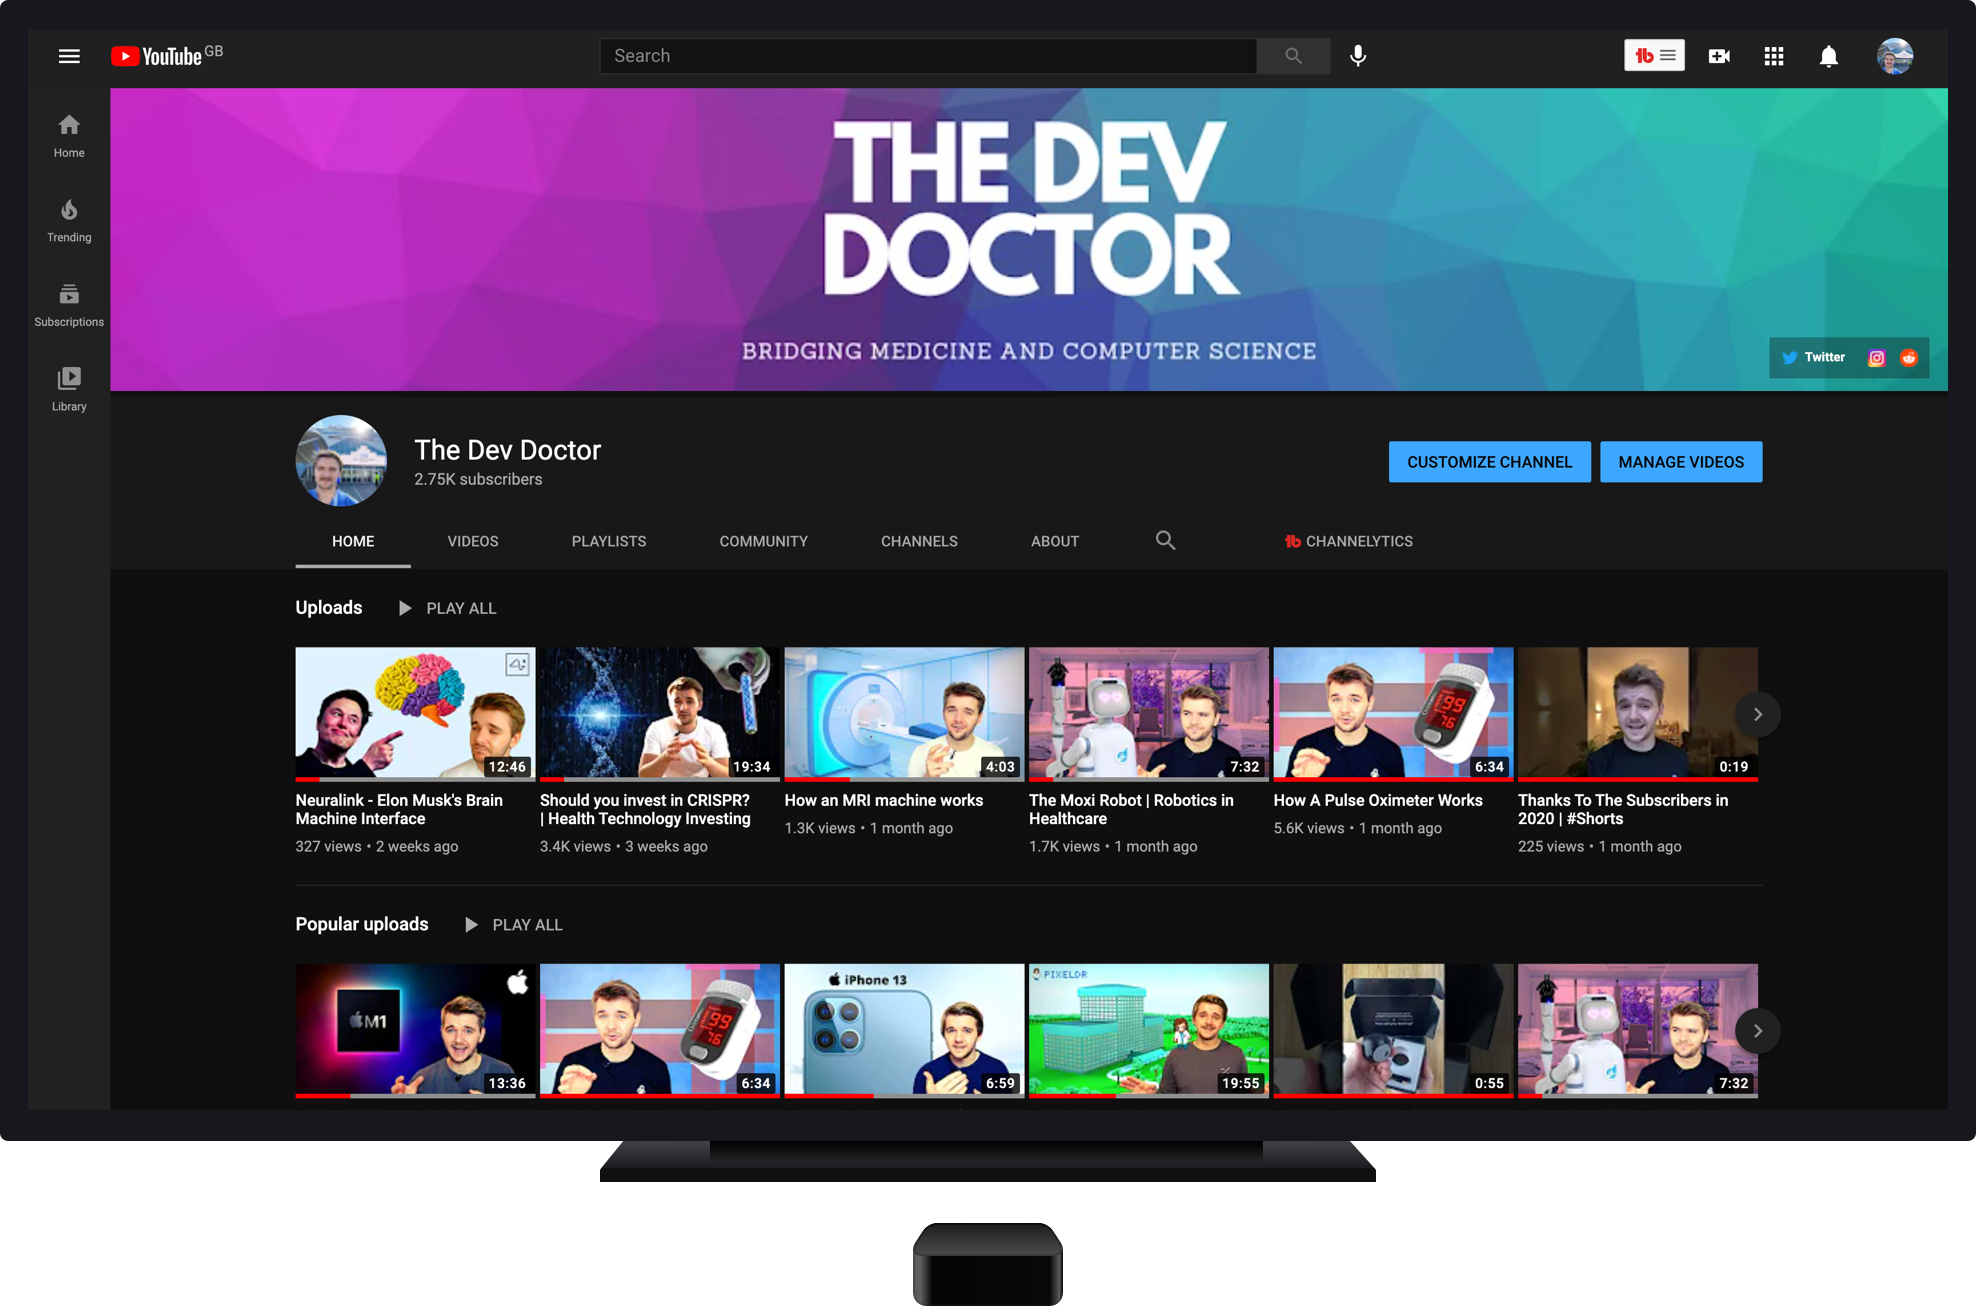 YouTube GB
Search
Home
Trending
Subscriptions
Library
THE DEV
DOCTOR
BRIDGING MEDICINE AND COMPUTER SCIENCE
Twitter
The Dev Doctor
2.75K subscribers
CUSTOMIZE CHANNEL
MANAGE VIDEOS
HOME
VIDEOS
PLAYLISTS
COMMUNITY
CHANNELS
ABOUT
CHANNELYTICS
Uploads
PLAY ALL
12:46
19:34
4:03
7:32
99
76
6:34
0:19
Neuralink - Elon Musk's Brain
Machine Interface
327 views • 2 weeks ago
Should you invest in CRISPR?
| Health Technology Investing
3.4K views • 3 weeks ago
How an MRI machine works
1.3K views • 1 month ago
The Moxi Robot | Robotics in
Healthcare
1.7K views • 1 month ago
How A Pulse Oximeter Works
5.6K views • 1 month ago
Thanks To The Subscribers in
2020 | #Shorts
225 views • 1 month ago
Popular uploads
PLAY ALL
M1
13:36
99
76
6:34
iPhone 13
6:59
PIXELDR
19:55
0:55
7:32